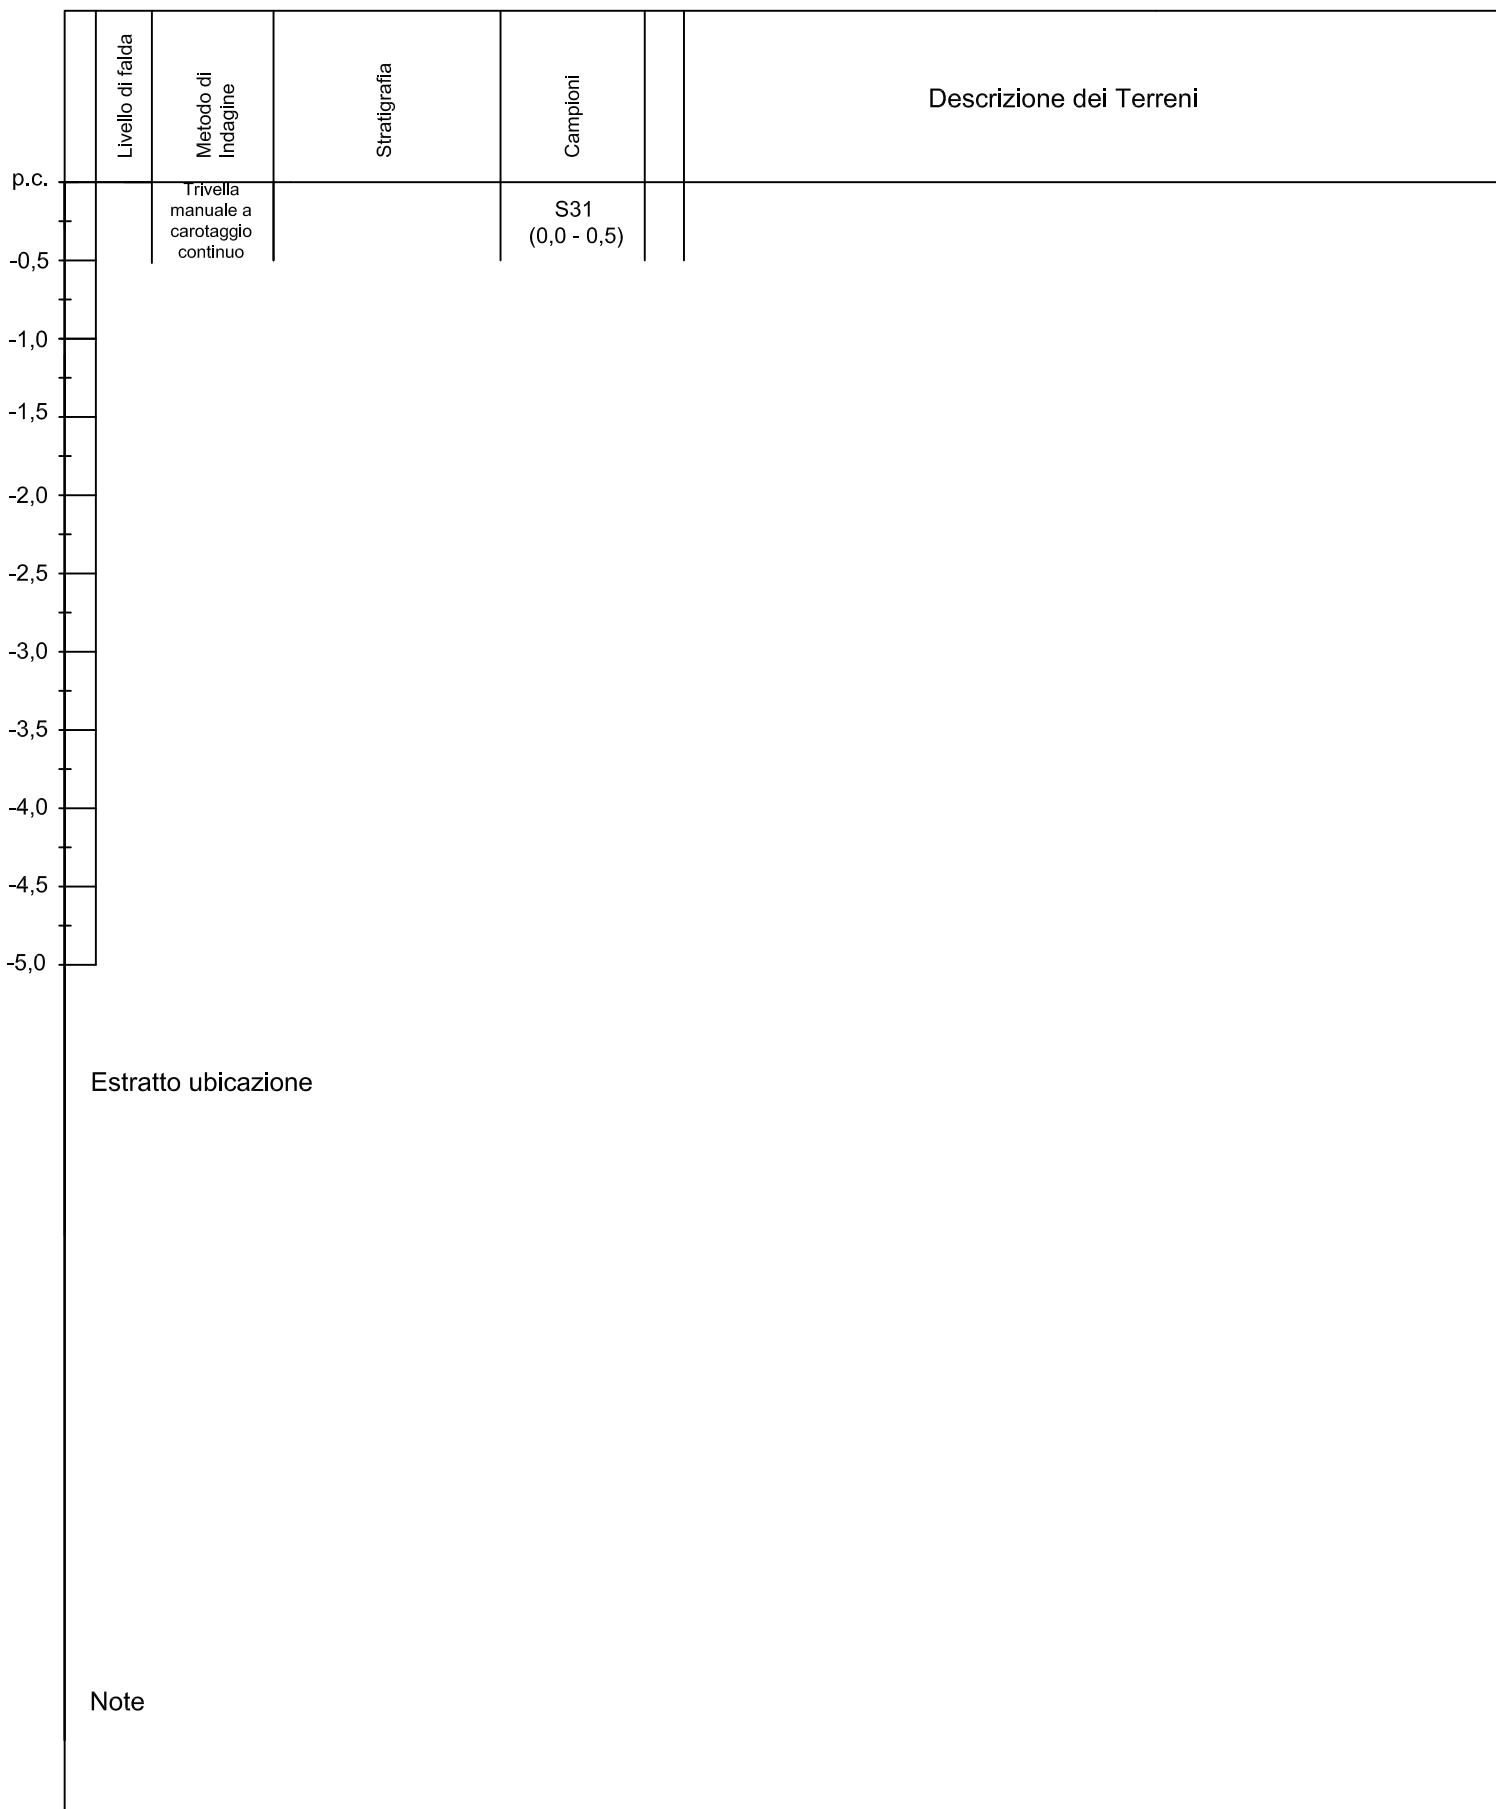 Livello di falda
Metodo di
Indagine
Stratigrafia
Campioni
Descrizione dei Terreni
p.c.
Trivella
manuale a
carotaggio
continuo
S31
(0,0 - 0,5)
-0,5
-1,0
-1,5
-2,0
-2,5
-3,0
-3,5
-4,0
-4,5
-5,0
Estratto ubicazione
Note